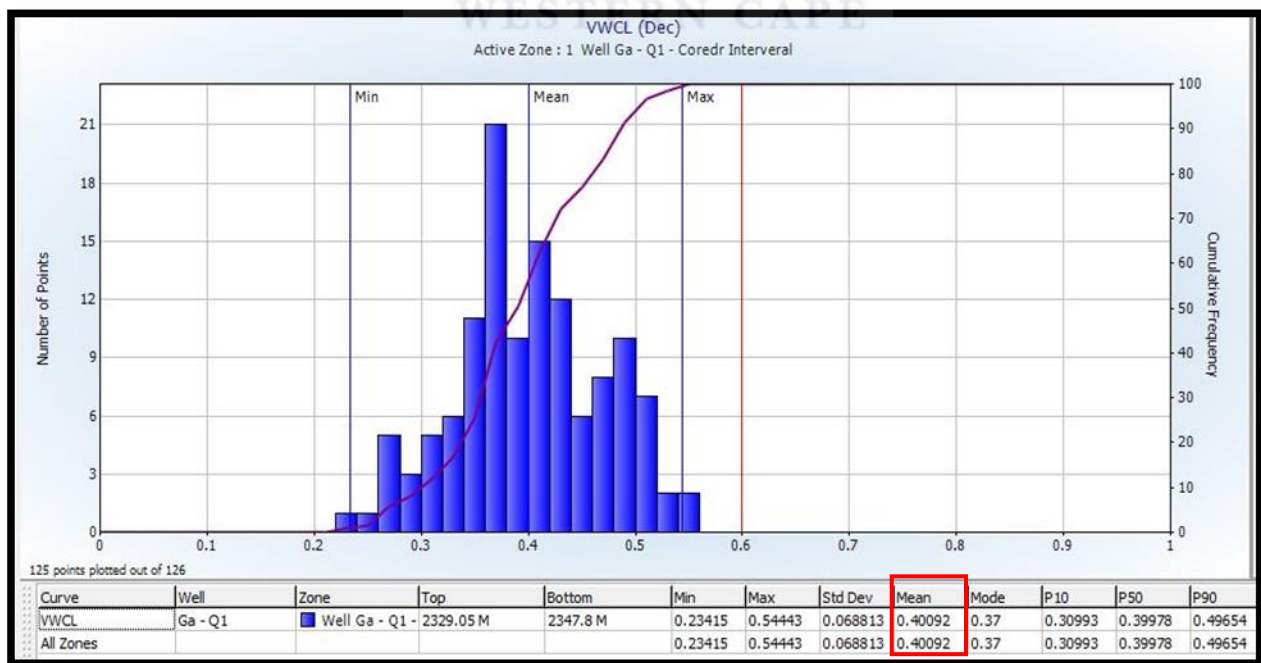 WESTERN CAPE
VWCL (Dec)
Active Zone : 1 Well Ga - Q1 - Coredr Interveral
Min Mean Max
Number of Points
21
18
15
12
9
6
3
0
100
90
80
70
60
50
40
30
20
10
0
Cumulative Frequency
0 0.1 0.2 0.3 0.4 0.5 0.6 0.7 0.8 0.9 1
125 points plotted out of 126
Curve Well Zone Top Bottom Min Max Std Dev Mean Mode P10 P50 P90
VWCL Ga - Q1 Well Ga - Q1 - 2329.05 M 2347.8 M 0.23415 0.54443 0.068813 0.40092 0.37 0.30993 0.39978 0.49654
All Zones 0.23415 0.54443 0.068813 0.40092 0.37 0.30993 0.39978 0.49654